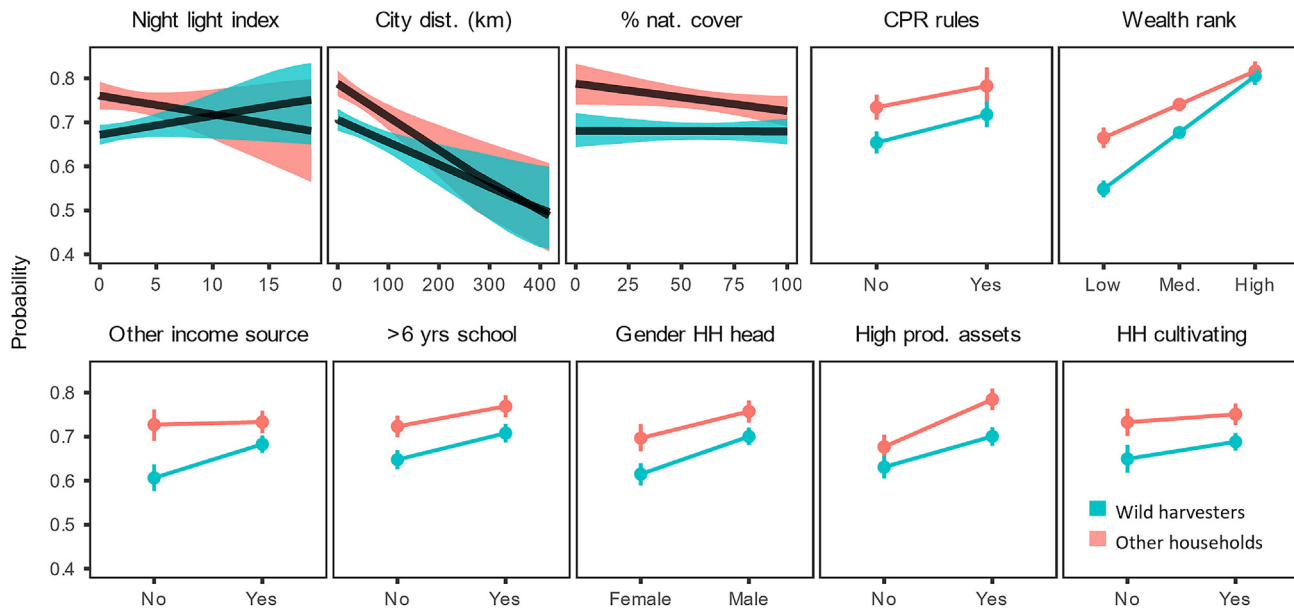 Night light index City dist. (km) % nat. cover CPR rules Wealth rank
0.8
0.7
0.6
0.5
0.4
0 5 10 15 0 100 200 300 400 0 25 50 75 100 No Yes Low Med. High
Probability
Other income source >6 yrs school Gender HH head High prod. assets HH cultivating
0.8
0.7
0.6
0.5
0.4
Wild harvesters
Other households
No Yes No Yes Female Male No Yes No Yes